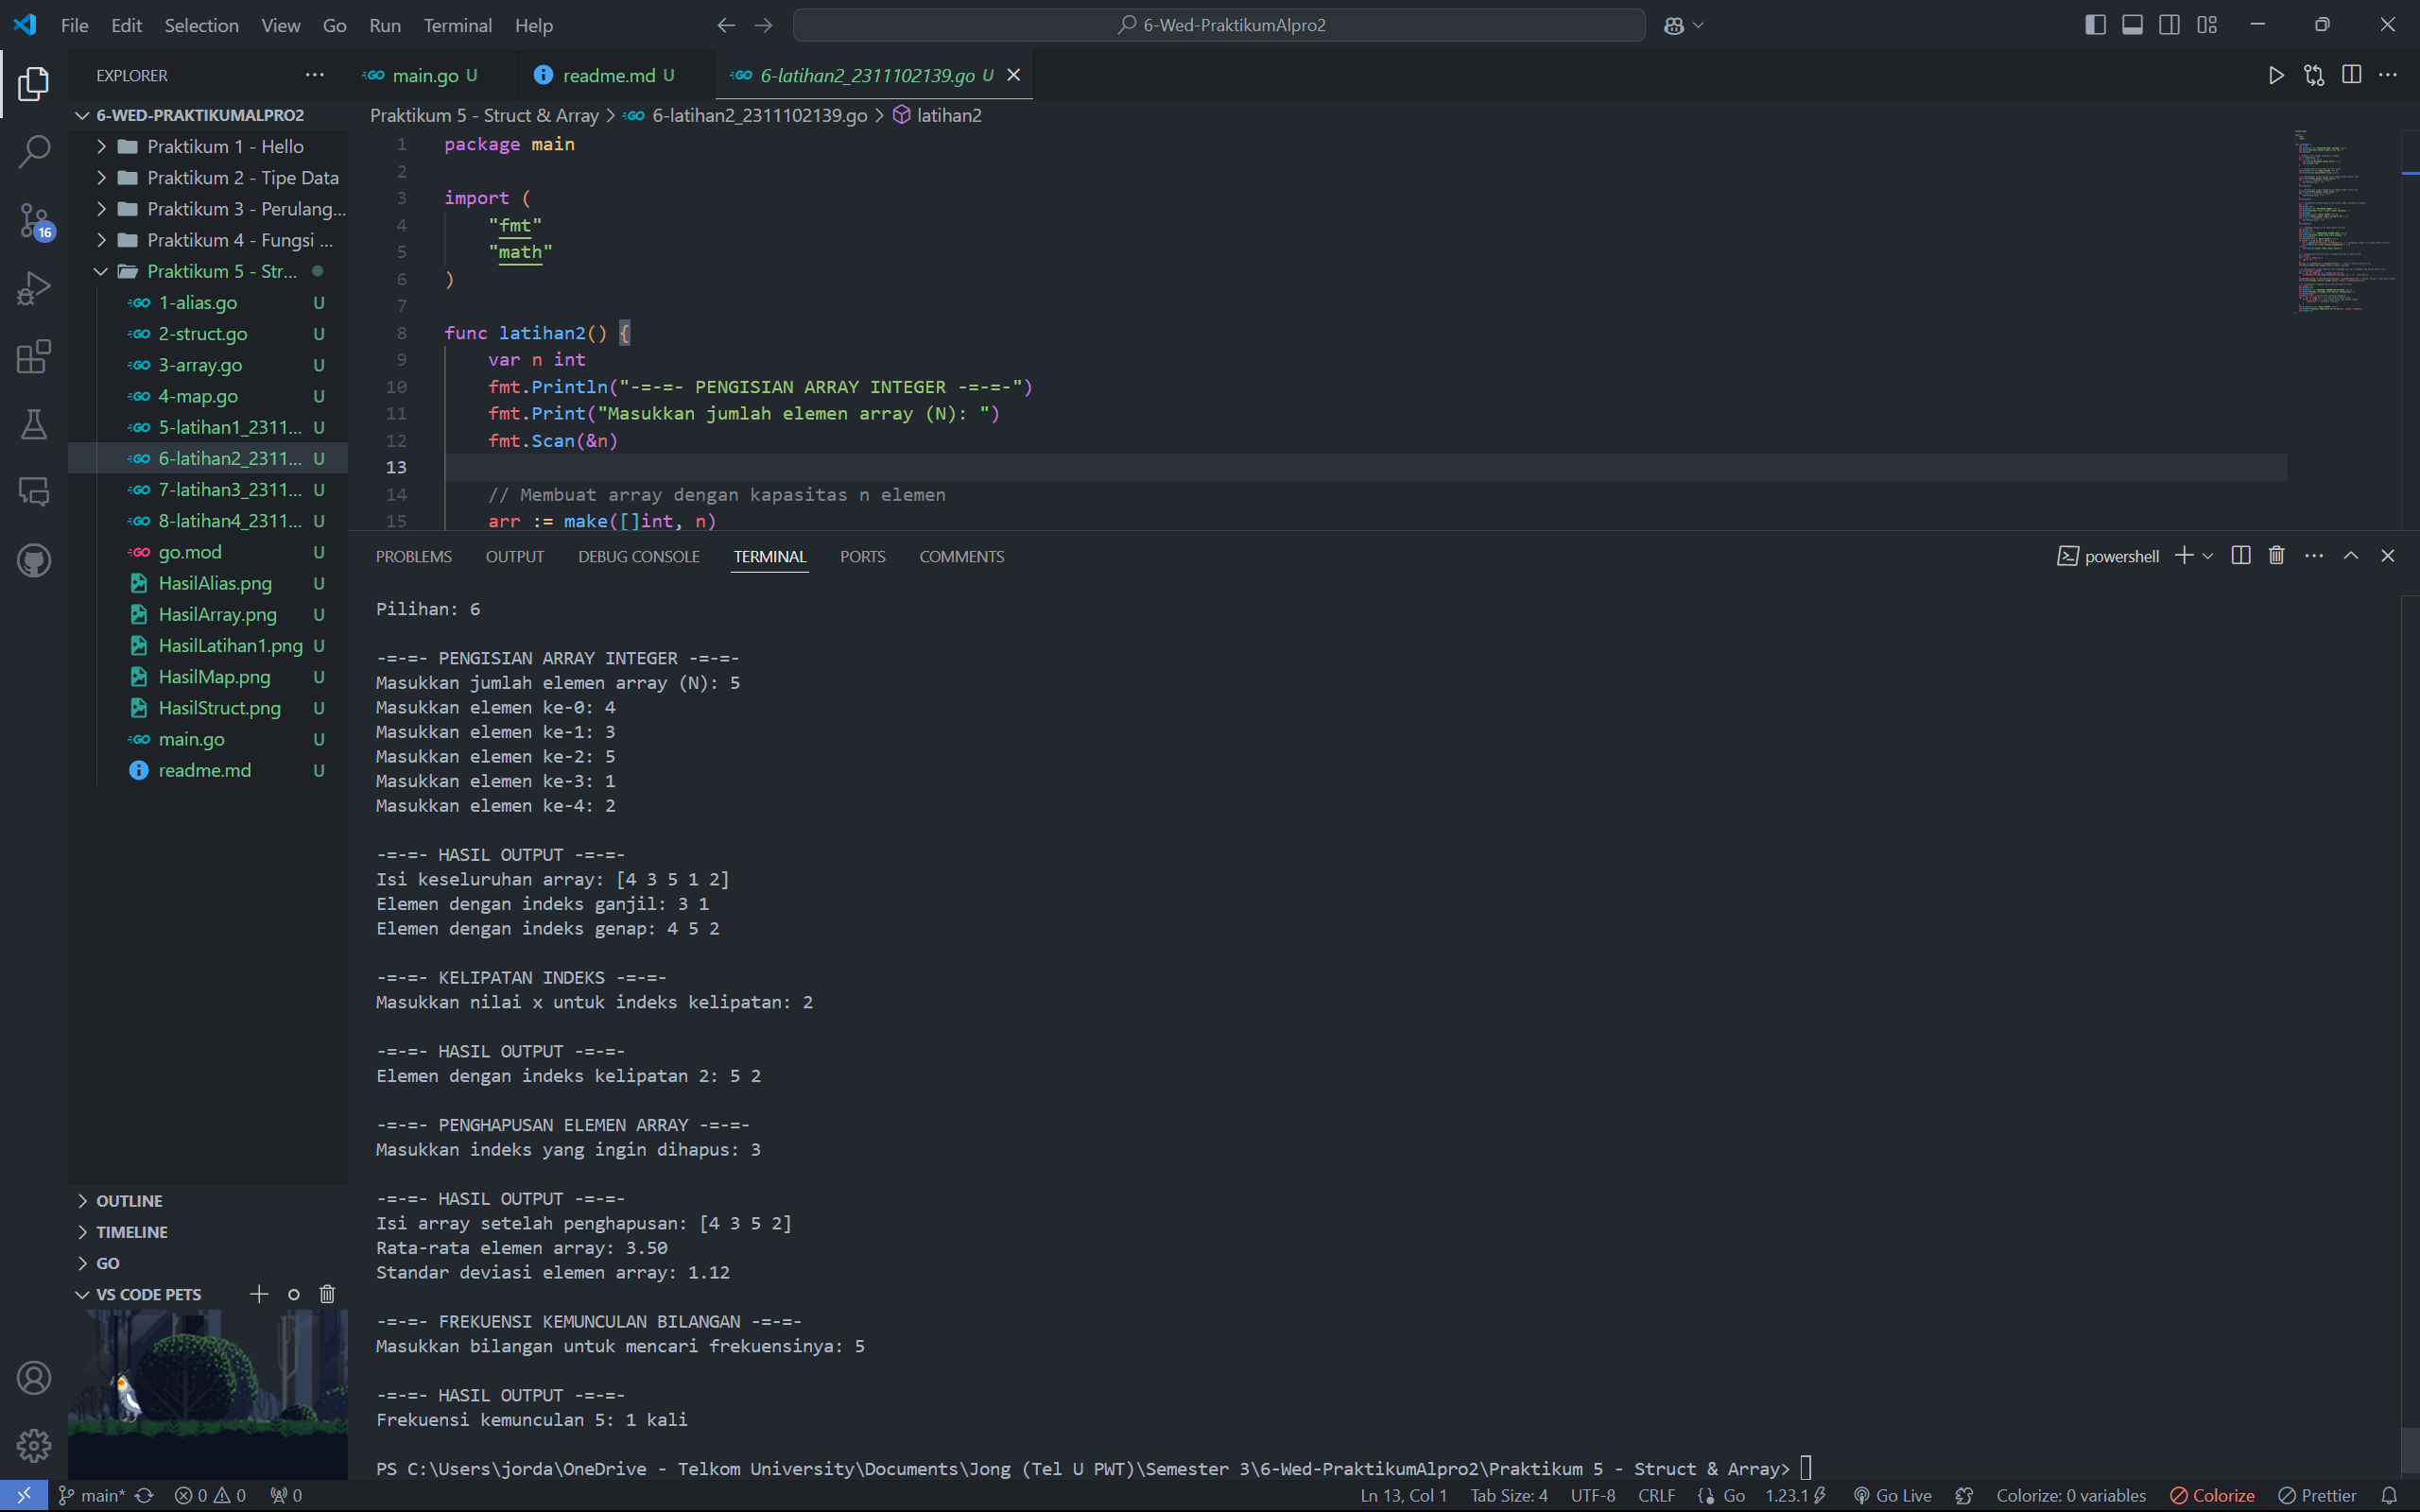 File Edit Selection View Go Run Terminal Help
6-Wed-PraktikumAlpro2
EXPLORER
6-WED-PRAKTIKUMALPRO2
Praktikum 1 - Hello
Praktikum 2 - Tipe Data
Praktikum 3 - Perulang...
Praktikum 4 - Fungsi ...
Praktikum 5 - Str...
1-alias.go U
2-struct.go U
3-array.go U
4-map.go U
5-latihan1_2311... U
6-latihan2_2311... U
7-latihan3_2311... U
8-latihan4_2311... U
go.mod U
HasilAlias.png U
HasilArray.png U
HasilLatihan1.png U
HasilMap.png U
HasilStruct.png U
main.go U
readme.md U
OUTLINE
TIMELINE
GO
VS CODE PETS
16
main.go U readme.md U 6-latihan2_2311102139.go U
Praktikum 5 - Struct & Array > 6-latihan2_2311102139.go > latihan2
1 package main
2
3 import (
4 "fmt"
5 "math"
6 )
7
8 func latihan2() {
9 var n int
10 fmt.Println("-=-=- PENGISIAN ARRAY INTEGER -=-=-")
11 fmt.Print("Masukkan jumlah elemen array (N): ")
12 fmt.Scan(&n)
13
14 // Membuat array dengan kapasitas n elemen
15 arr := make([]int, n)
PROBLEMS OUTPUT DEBUG CONSOLE TERMINAL PORTS COMMENTS
powershell
Pilihan: 6
-=-=- PENGISIAN ARRAY INTEGER -=-=-
Masukkan jumlah elemen array (N): 5
Masukkan elemen ke-0: 4
Masukkan elemen ke-1: 3
Masukkan elemen ke-2: 5
Masukkan elemen ke-3: 1
Masukkan elemen ke-4: 2
-=-=- HASIL OUTPUT -=-=-
Isi keseluruhan array: [4 3 5 1 2]
Elemen dengan indeks ganjil: 3 1
Elemen dengan indeks genap: 4 5 2
-=-=- KELIPATAN INDEKS -=-=-
Masukkan nilai x untuk indeks kelipatan: 2
-=-=- HASIL OUTPUT -=-=-
Elemen dengan indeks kelipatan 2: 5 2
-=-=- PENGHAPUSAN ELEMEN ARRAY -=-=-
Masukkan indeks yang ingin dihapus: 3
-=-=- HASIL OUTPUT -=-=-
Isi array setelah penghapusan: [4 3 5 2]
Rata-rata elemen array: 3.50
Standar deviasi elemen array: 1.12
-=-=- FREKUENSI KEMUNCULAN BILANGAN -=-=-
Masukkan bilangan untuk mencari frekuensinya: 5
-=-=- HASIL OUTPUT -=-=-
Frekuensi kemunculan 5: 1 kali
PS C:\Users\jorda\OneDrive - Telkom University\Documents\Jong (Tel U PWT)\Semester 3\6-Wed-PraktikumAlpro2\Praktikum 5 - Struct & Array>
main* 0 0 0 Ln 13, Col 1 Tab Size: 4 UTF-8 CRLF Go 1.23.1 Go Live Colorize: 0 variables Colorize Prettier